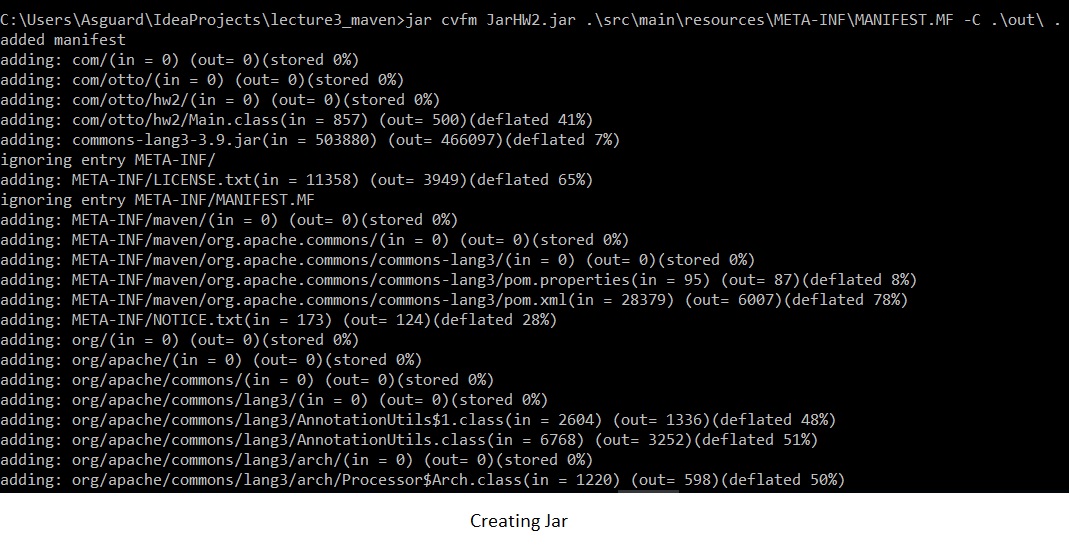 C:\Users\Asguard\IdeaProjects\lecture3_maven>jar cvfm JarHW2.jar .\src\main\resources\META-INF\MANIFEST.MF -C .\out\ .
added manifest
adding: com/(in = 0) (out= 0)(stored 0%)
adding: com/otto/(in = 0) (out= 0)(stored 0%)
adding: com/otto/hw2/(in = 0) (out= 0)(stored 0%)
adding: com/otto/hw2/Main.class(in = 857) (out= 500)(deflated 41%)
adding: commons-lang3-3.9.jar(in = 503880) (out= 466097)(deflated 7%)
ignoring entry META-INF/
adding: META-INF/LICENSE.txt(in = 11358) (out= 3949)(deflated 65%)
ignoring entry META-INF/MANIFEST.MF
adding: META-INF/maven/(in = 0) (out= 0)(stored 0%)
adding: META-INF/maven/org.apache.commons/(in = 0) (out= 0)(stored 0%)
adding: META-INF/maven/org.apache.commons/commons-lang3/(in = 0) (out= 0)(stored 0%)
adding: META-INF/maven/org.apache.commons/commons-lang3/pom.properties(in = 95) (out= 87)(deflated 8%)
adding: META-INF/maven/org.apache.commons/commons-lang3/pom.xml(in = 28379) (out= 6007)(deflated 78%)
adding: META-INF/NOTICE.txt(in = 173) (out= 124)(deflated 28%)
adding: org/(in = 0) (out= 0)(stored 0%)
adding: org/apache/(in = 0) (out= 0)(stored 0%)
adding: org/apache/commons/(in = 0) (out= 0)(stored 0%)
adding: org/apache/commons/lang3/(in = 0) (out= 0)(stored 0%)
adding: org/apache/commons/lang3/AnnotationUtils$1.class(in = 2604) (out= 1336)(deflated 48%)
adding: org/apache/commons/lang3/AnnotationUtils.class(in = 6768) (out= 3252)(deflated 51%)
adding: org/apache/commons/lang3/arch/(in = 0) (out= 0)(stored 0%)
adding: org/apache/commons/lang3/arch/Processor$Arch.class(in = 1220) (out= 598)(deflated 50%)
Creating Jar